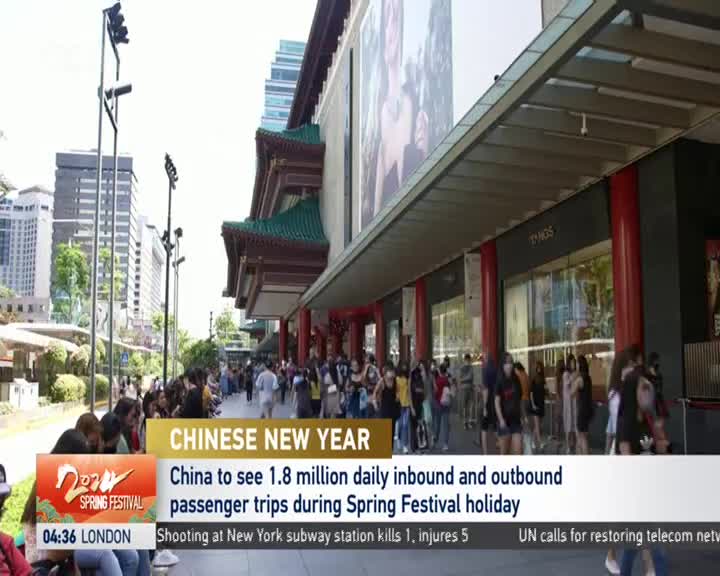 TANGS
CHINESE NEW YEAR
China to see 1.8 million daily inbound and outbound
passenger trips during Spring Festival holiday
2024
SPRING FESTIVAL
04:36 LONDON
Shooting at New York subway station kills 1, injures 5 UN calls for restoring telecom netw